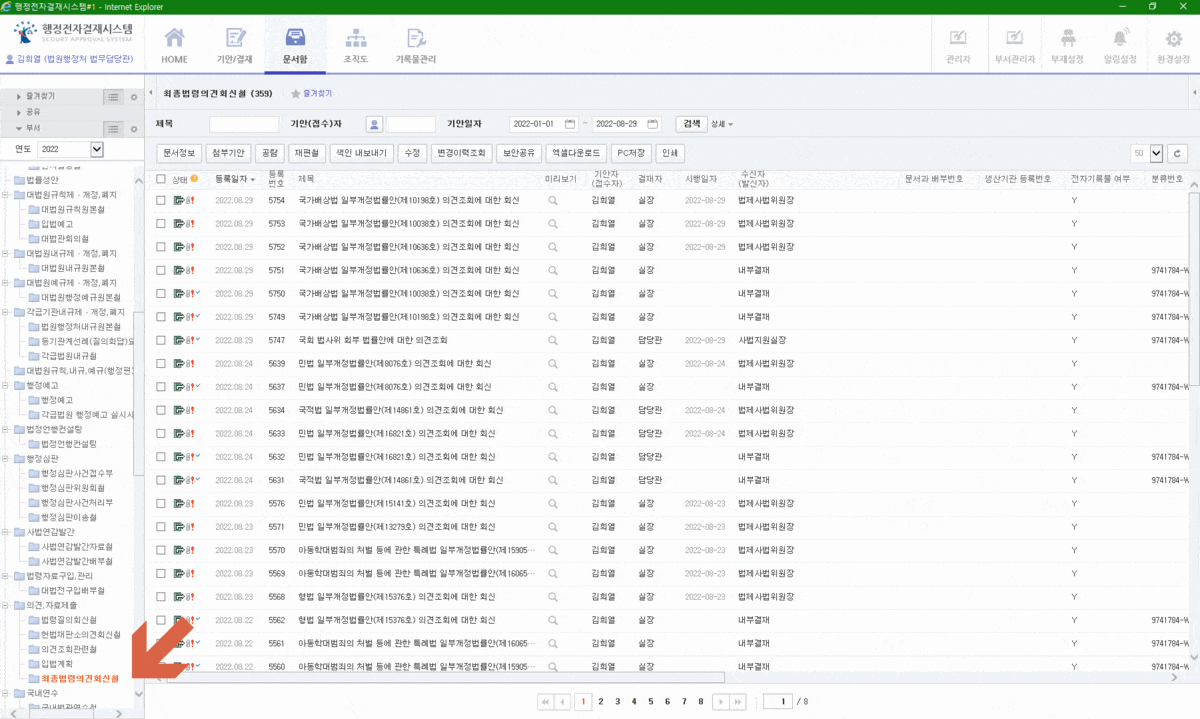 행정전자결재시스템#1 - Internet Explorer
행정전자결재시스템
SCOURT APPROVAL SYSTEM
김희열 (법원행정처 법무담당관)
HOME 기안/결재 문서함 조직도 기록물관리 관리자 부서관리자 부재설정 알림설정 환경설정
즐겨찾기
공유
부서
연도 2022
법률상안
대법원규칙제·개정,폐지
대법원규칙원본철
입법예고
대법관회의철
대법원내규제·개정,폐지
대법원내규원본철
대법원예규제·개정,폐지
대법원행정예규원본철
각급기관내규제·개정,폐지
법원행정처내규원본철
등기관계선례(질의회답)요
각급법원내규철
대법원규칙,내규,예규(행정편)
행정예고
행정예고
각급법원 행정예고 실시사
법정언행컨설팅
법정언행컨설팅
행정심판
행정심판사건접수부
행정심판위원회철
행정심판사건처리부
행정심판이송철
사법연감발간
사법연감발간자료철
사법연감발간배부철
법령자료구입,관리
대법전구입배부철
의견,자료제출
법령질의회신철
헌법재판소의견회신철
의견조회관련철
입법계획
최종법령의견회신철
국내연수
국내법관연수철
최종법령의견회신철 (359) 즐겨찾기
제목 기안(접수)자 기안일자 2022-01-01 ~ 2022-08-29 검색 상세
문서정보 첨부기안 공람 재편철 색인 내보내기 수정 변경이력조회 보안공유 엑셀다운로드 PC저장 인쇄 50
상태 등록일자 등록번호 제목 미리보기 기안자(접수자) 결재자 시행일자 수신자(발신자) 문서과 배부번호 생산기관 등록번호 전자기록물 여부 분류번호
2022.08.29 5754 국가배상법 일부개정법률안(제10198호) 의견조회에 대한 회신 김희열 실장 2022-08-29 법제사법위원장 Y
2022.08.29 5753 국가배상법 일부개정법률안(제10038호) 의견조회에 대한 회신 김희열 실장 2022-08-29 법제사법위원장 Y
2022.08.29 5752 국가배상법 일부개정법률안(제10636호) 의견조회에 대한 회신 김희열 실장 2022-08-29 법제사법위원장 Y
2022.08.29 5751 국가배상법 일부개정법률안(제10636호) 의견조회에 대한 회신 김희열 실장 내부결재 Y 9741784-W
2022.08.29 5750 국가배상법 일부개정법률안(제10038호) 의견조회에 대한 회신 김희열 실장 내부결재 Y 9741784-W
2022.08.29 5749 국가배상법 일부개정법률안(제10198호) 의견조회에 대한 회신 김희열 실장 내부결재 Y 9741784-W
2022.08.29 5747 국회 법사위 회부 법률안에 대한 의견조회 김희열 담당관 2022-08-29 사법지원실장 Y 9741784-W
2022.08.24 5639 민법 일부개정법률안(제8076호) 의견조회에 대한 회신 김희열 실장 2022-08-24 법제사법위원장 Y
2022.08.24 5637 민법 일부개정법률안(제8076호) 의견조회에 대한 회신 김희열 실장 내부결재 Y 9741784-W
2022.08.24 5634 국적법 일부개정법률안(제14861호) 의견조회에 대한 회신 김희열 담당관 2022-08-24 법제사법위원장 Y
2022.08.24 5633 민법 일부개정법률안(제16821호) 의견조회에 대한 회신 김희열 담당관 2022-08-24 법제사법위원장 Y
2022.08.24 5632 민법 일부개정법률안(제16821호) 의견조회에 대한 회신 김희열 담당관 내부결재 Y 9741784-W
2022.08.24 5631 국적법 일부개정법률안(제14861호) 의견조회에 대한 회신 김희열 담당관 내부결재 Y 9741784-W
2022.08.23 5576 민법 일부개정법률안(제15141호) 의견조회에 대한 회신 김희열 실장 2022-08-23 법제사법위원장 Y
2022.08.23 5571 민법 일부개정법률안(제13279호) 의견조회에 대한 회신 김희열 실장 2022-08-23 법제사법위원장 Y
2022.08.23 5570 아동학대범죄의 처벌 등에 관한 특례법 일부개정법률안(제15905··· 김희열 실장 2022-08-23 법제사법위원장 Y
2022.08.23 5569 아동학대범죄의 처벌 등에 관한 특례법 일부개정법률안(제16065··· 김희열 실장 2022-08-23 법제사법위원장 Y
2022.08.23 5568 형법 일부개정법률안(제15376호) 의견조회에 대한 회신 김희열 실장 2022-08-23 법제사법위원장 Y
2022.08.22 5562 형법 일부개정법률안(제15376호) 의견조회에 대한 회신 김희열 실장 내부결재 Y 9741784-W
2022.08.22 5561 아동학대범죄의 처벌 등에 관한 특례법 일부개정법률안(제16065··· 김희열 실장 내부결재 Y 9741784-W
2022.08.22 5560 아동학대범죄의 처벌 등에 관한 특례법 일부개정법률안(제15905··· 김희열 실장 내부결재 Y 9741784-W
1 2 3 4 5 6 7 8 1 / 8